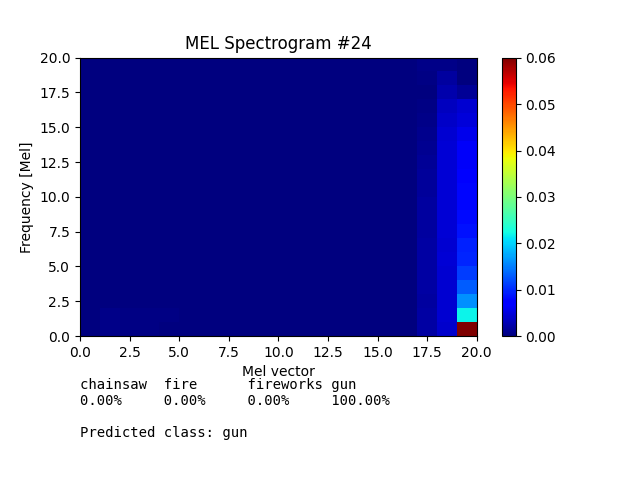 MEL Spectrogram #24
Frequency [Mel]
20.0
17.5
15.0
12.5
10.0
7.5
5.0
2.5
0.0
0.0 2.5 5.0 7.5 10.0 12.5 15.0 17.5 20.0
Mel vector
0.06
0.05
0.04
0.03
0.02
0.01
0.00
chainsaw fire fireworks gun
0.00% 0.00% 0.00% 100.00%
Predicted class: gun